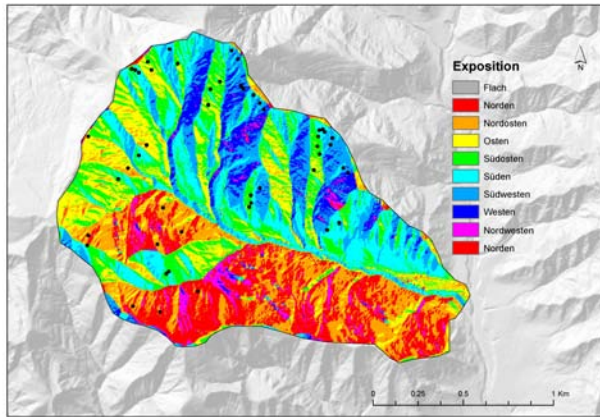 N
Exposition
Flach
Norden
Nordosten
Osten
Südosten
Süden
Südwesten
Westen
Nordwesten
Norden
0 0.25 0.5 1 Km